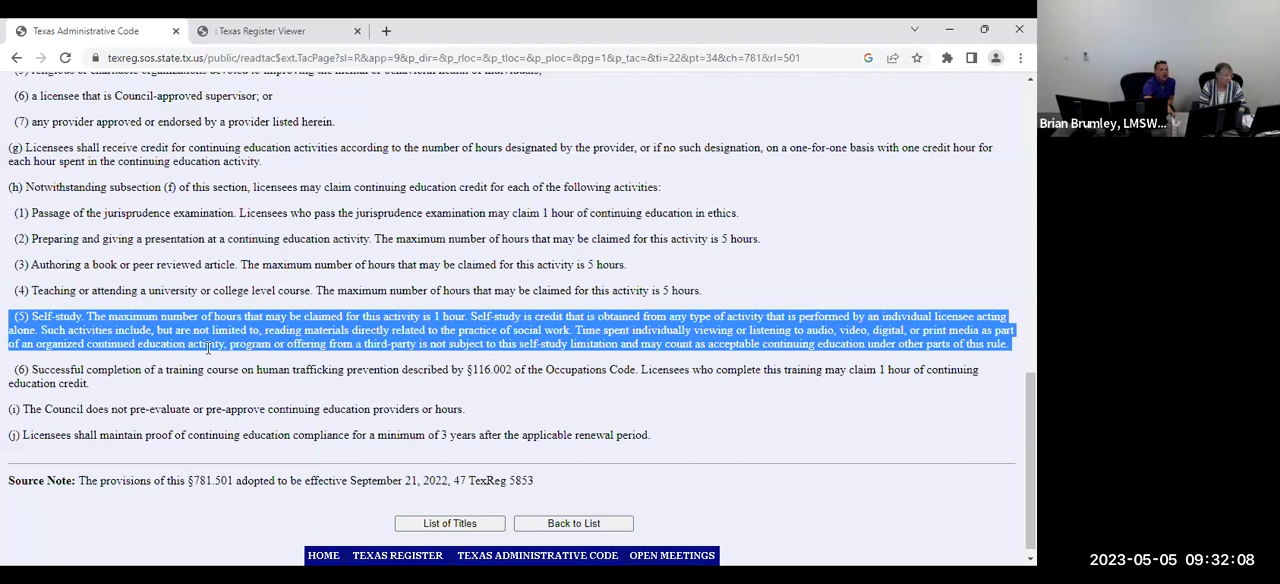 Texas Administrative Code
: Texas Register Viewer
texreg.sos.state.tx.us/public/readtac$ext.TacPage?sl=R&app=9&p_dir=&p_rloc=&p_tloc=&p_ploc=&pg=1&p_tac=&ti=22&pt=34&ch=781&rl=501
(6) a licensee that is Council-approved supervisor; or
(7) any provider approved or endorsed by a provider listed herein.
(g) Licensees shall receive credit for continuing education activities according to the number of hours designated by the provider, or if no such designation, on a one-for-one basis with one credit hour for
each hour spent in the continuing education activity.
(h) Notwithstanding subsection (f) of this section, licensees may claim continuing education credit for each of the following activities:
(1) Passage of the jurisprudence examination. Licensees who pass the jurisprudence examination may claim 1 hour of continuing education in ethics.
(2) Preparing and giving a presentation at a continuing education activity. The maximum number of hours that may be claimed for this activity is 5 hours.
(3) Authoring a book or peer reviewed article. The maximum number of hours that may be claimed for this activity is 5 hours.
(4) Teaching or attending a university or college level course. The maximum number of hours that may be claimed for this activity is 5 hours.
(5) Self-study. The maximum number of hours that may be claimed for this activity is 1 hour. Self-study is credit that is obtained from any type of activity that is performed by an individual licensee acting
alone. Such activities include, but are not limited to, reading materials directly related to the practice of social work. Time spent individually viewing or listening to audio, video, digital, or print media as part
of an organized continued education activity, program or offering from a third-party is not subject to this self-study limitation and may count as acceptable continuing education under other parts of this rule.
(6) Successful completion of a training course on human trafficking prevention described by §116.002 of the Occupations Code. Licensees who complete this training may claim 1 hour of continuing
education credit.
(i) The Council does not pre-evaluate or pre-approve continuing education providers or hours.
(j) Licensees shall maintain proof of continuing education compliance for a minimum of 3 years after the applicable renewal period.
Source Note: The provisions of this §781.501 adopted to be effective September 21, 2022, 47 TexReg 5853
List of Titles
Back to List
HOME TEXAS REGISTER TEXAS ADMINISTRATIVE CODE OPEN MEETINGS
Brian Brumley, LMSW...
2023-05-05 09:32:08